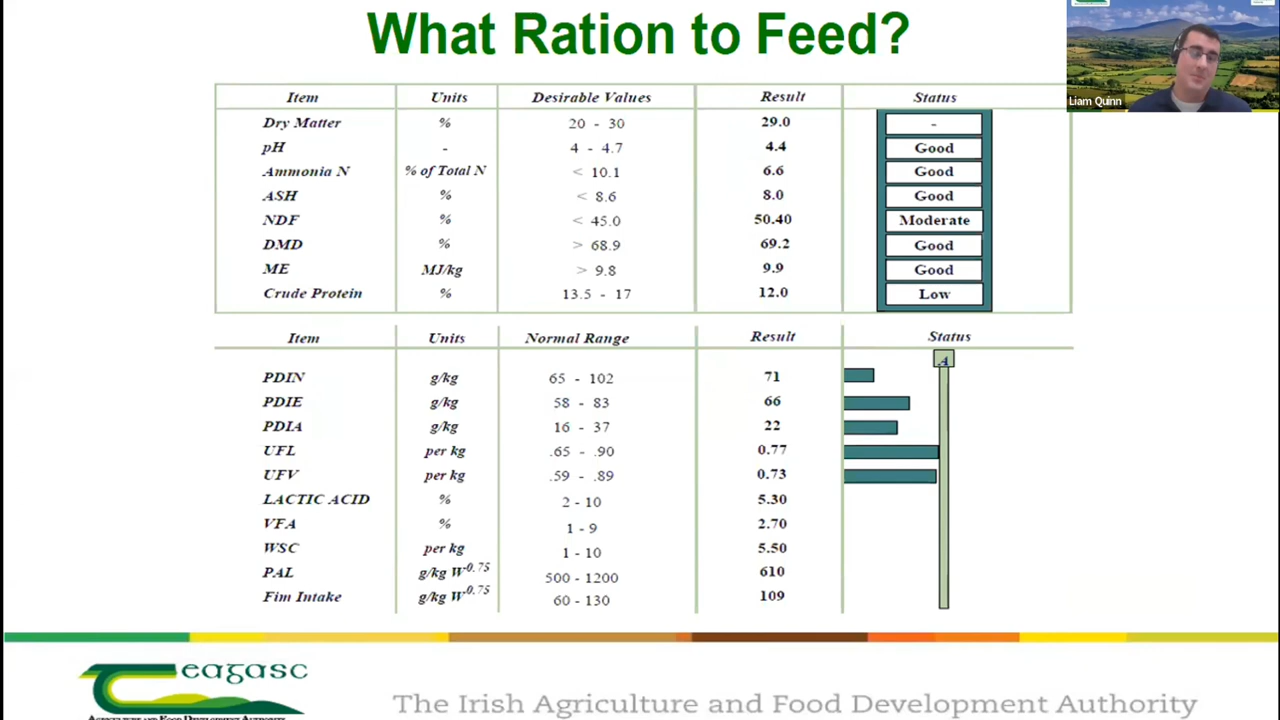 What Ration to Feed?
Liam Quinn
Item Units Desirable Values Result Status
Dry Matter % 20 - 30 29.0 -
pH - 4 - 4.7 4.4 Good
Ammonia N % of Total N < 10.1 6.6 Good
ASH % < 8.6 8.0 Good
NDF % < 45.0 50.40 Moderate
DMD % > 68.9 69.2 Good
ME MJ/kg > 9.8 9.9 Good
Crude Protein % 13.5 - 17 12.0 Low
Item Units Normal Range Result Status
A
PDIN g/kg 65 - 102 71
PDIE g/kg 58 - 83 66
PDIA g/kg 16 - 37 22
UFL per kg .65 - .90 0.77
UFV per kg .59 - .89 0.73
LACTIC ACID % 2 - 10 5.30
VFA % 1 - 9 2.70
WSC per kg 1 - 10 5.50
PAL g/kg W^0.75 500 - 1200 610
Fim Intake g/kg W^0.75 60 - 130 109
eagasc
AGRICULTURE AND FOOD DEVELOPMENT AUTHORITY
The Irish Agriculture and Food Development Authority